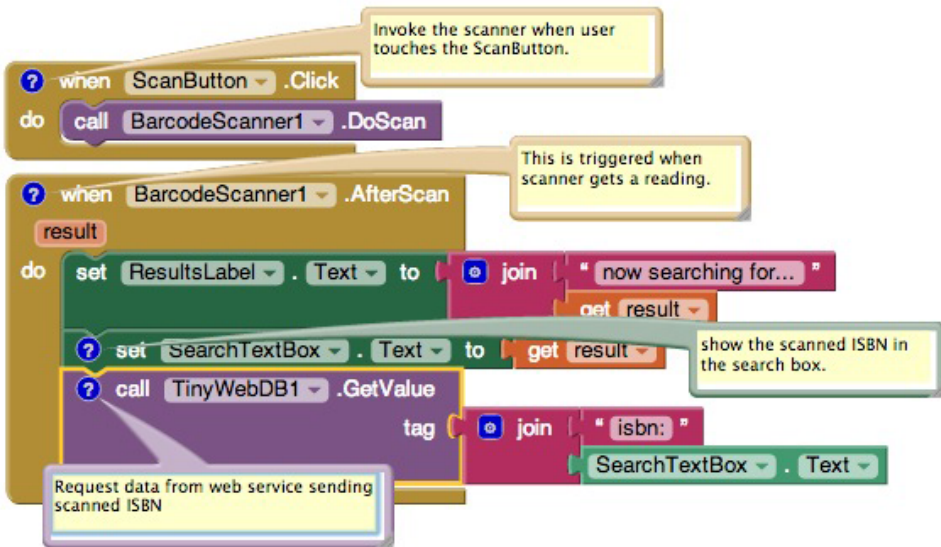 Invoke the scanner when user
touches the ScanButton.
? when ScanButton .Click
do call BarcodeScanner1 .DoScan
This is triggered when
scanner gets a reading.
? when BarcodeScanner1 .AfterScan
result
do set ResultsLabel . Text to join " now searching for... "
get result
? set SearchTextBox . Text to get result
show the scanned ISBN in
the search box.
? call TinyWebDB1 .GetValue
tag join " isbn: "
SearchTextBox . Text
Request data from web service sending
scanned ISBN